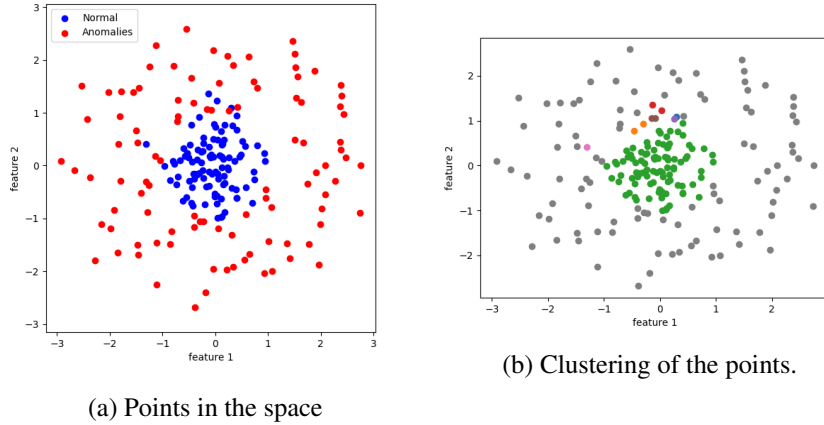 Normal
Anomalies
3
2
1
0
−1
−2
−3
feature 2
−3 −2 −1 0 1 2 3
feature 1
(a) Points in the space
2
1
0
−1
−2
feature 2
−3 −2 −1 0 1 2
feature 1
(b) Clustering of the points.